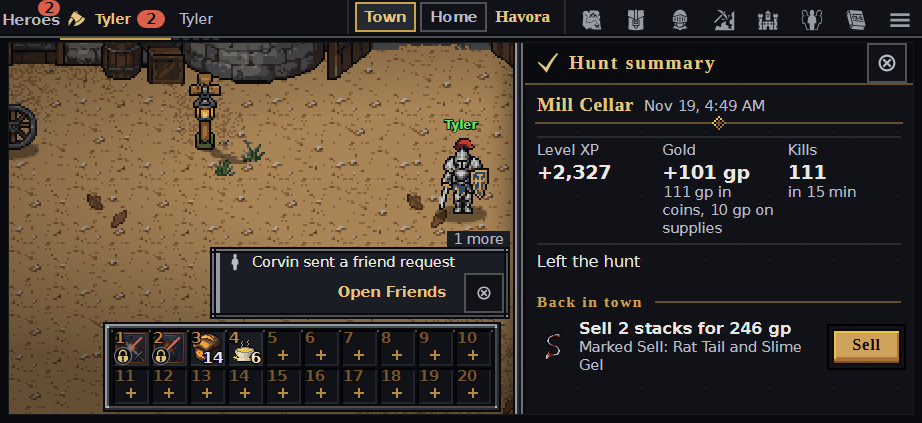 Heroes 2 Tyler 2 Tyler Town Home Havora
Hunt summary
Mill Cellar Nov 19, 4:49 AM
Tyler
Level XP Gold Kills
+2,327 +101 gp 111
111 gp in in 15 min
coins, 10 gp on
supplies
1 more
Corvin sent a friend request
Open Friends
Left the hunt
Back in town
Sell 2 stacks for 246 gp
Marked Sell: Rat Tail and Slime
Gel
Sell
1 2 3 4 5 6 7 8 9 10
14 6 + + + + + +
11 12 13 14 15 16 17 18 19 20
+ + + + + + + + + +